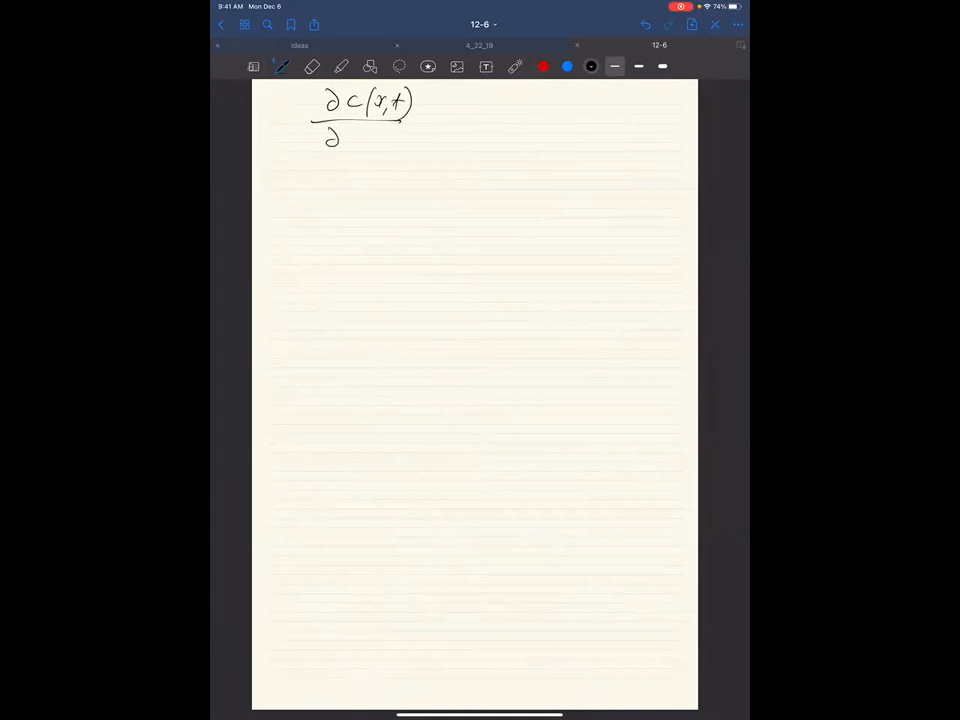 9:41 AM Mon Dec 6
74%
12-6
Ideas
4_22_19
12-6
∂ c(x,t)
∂